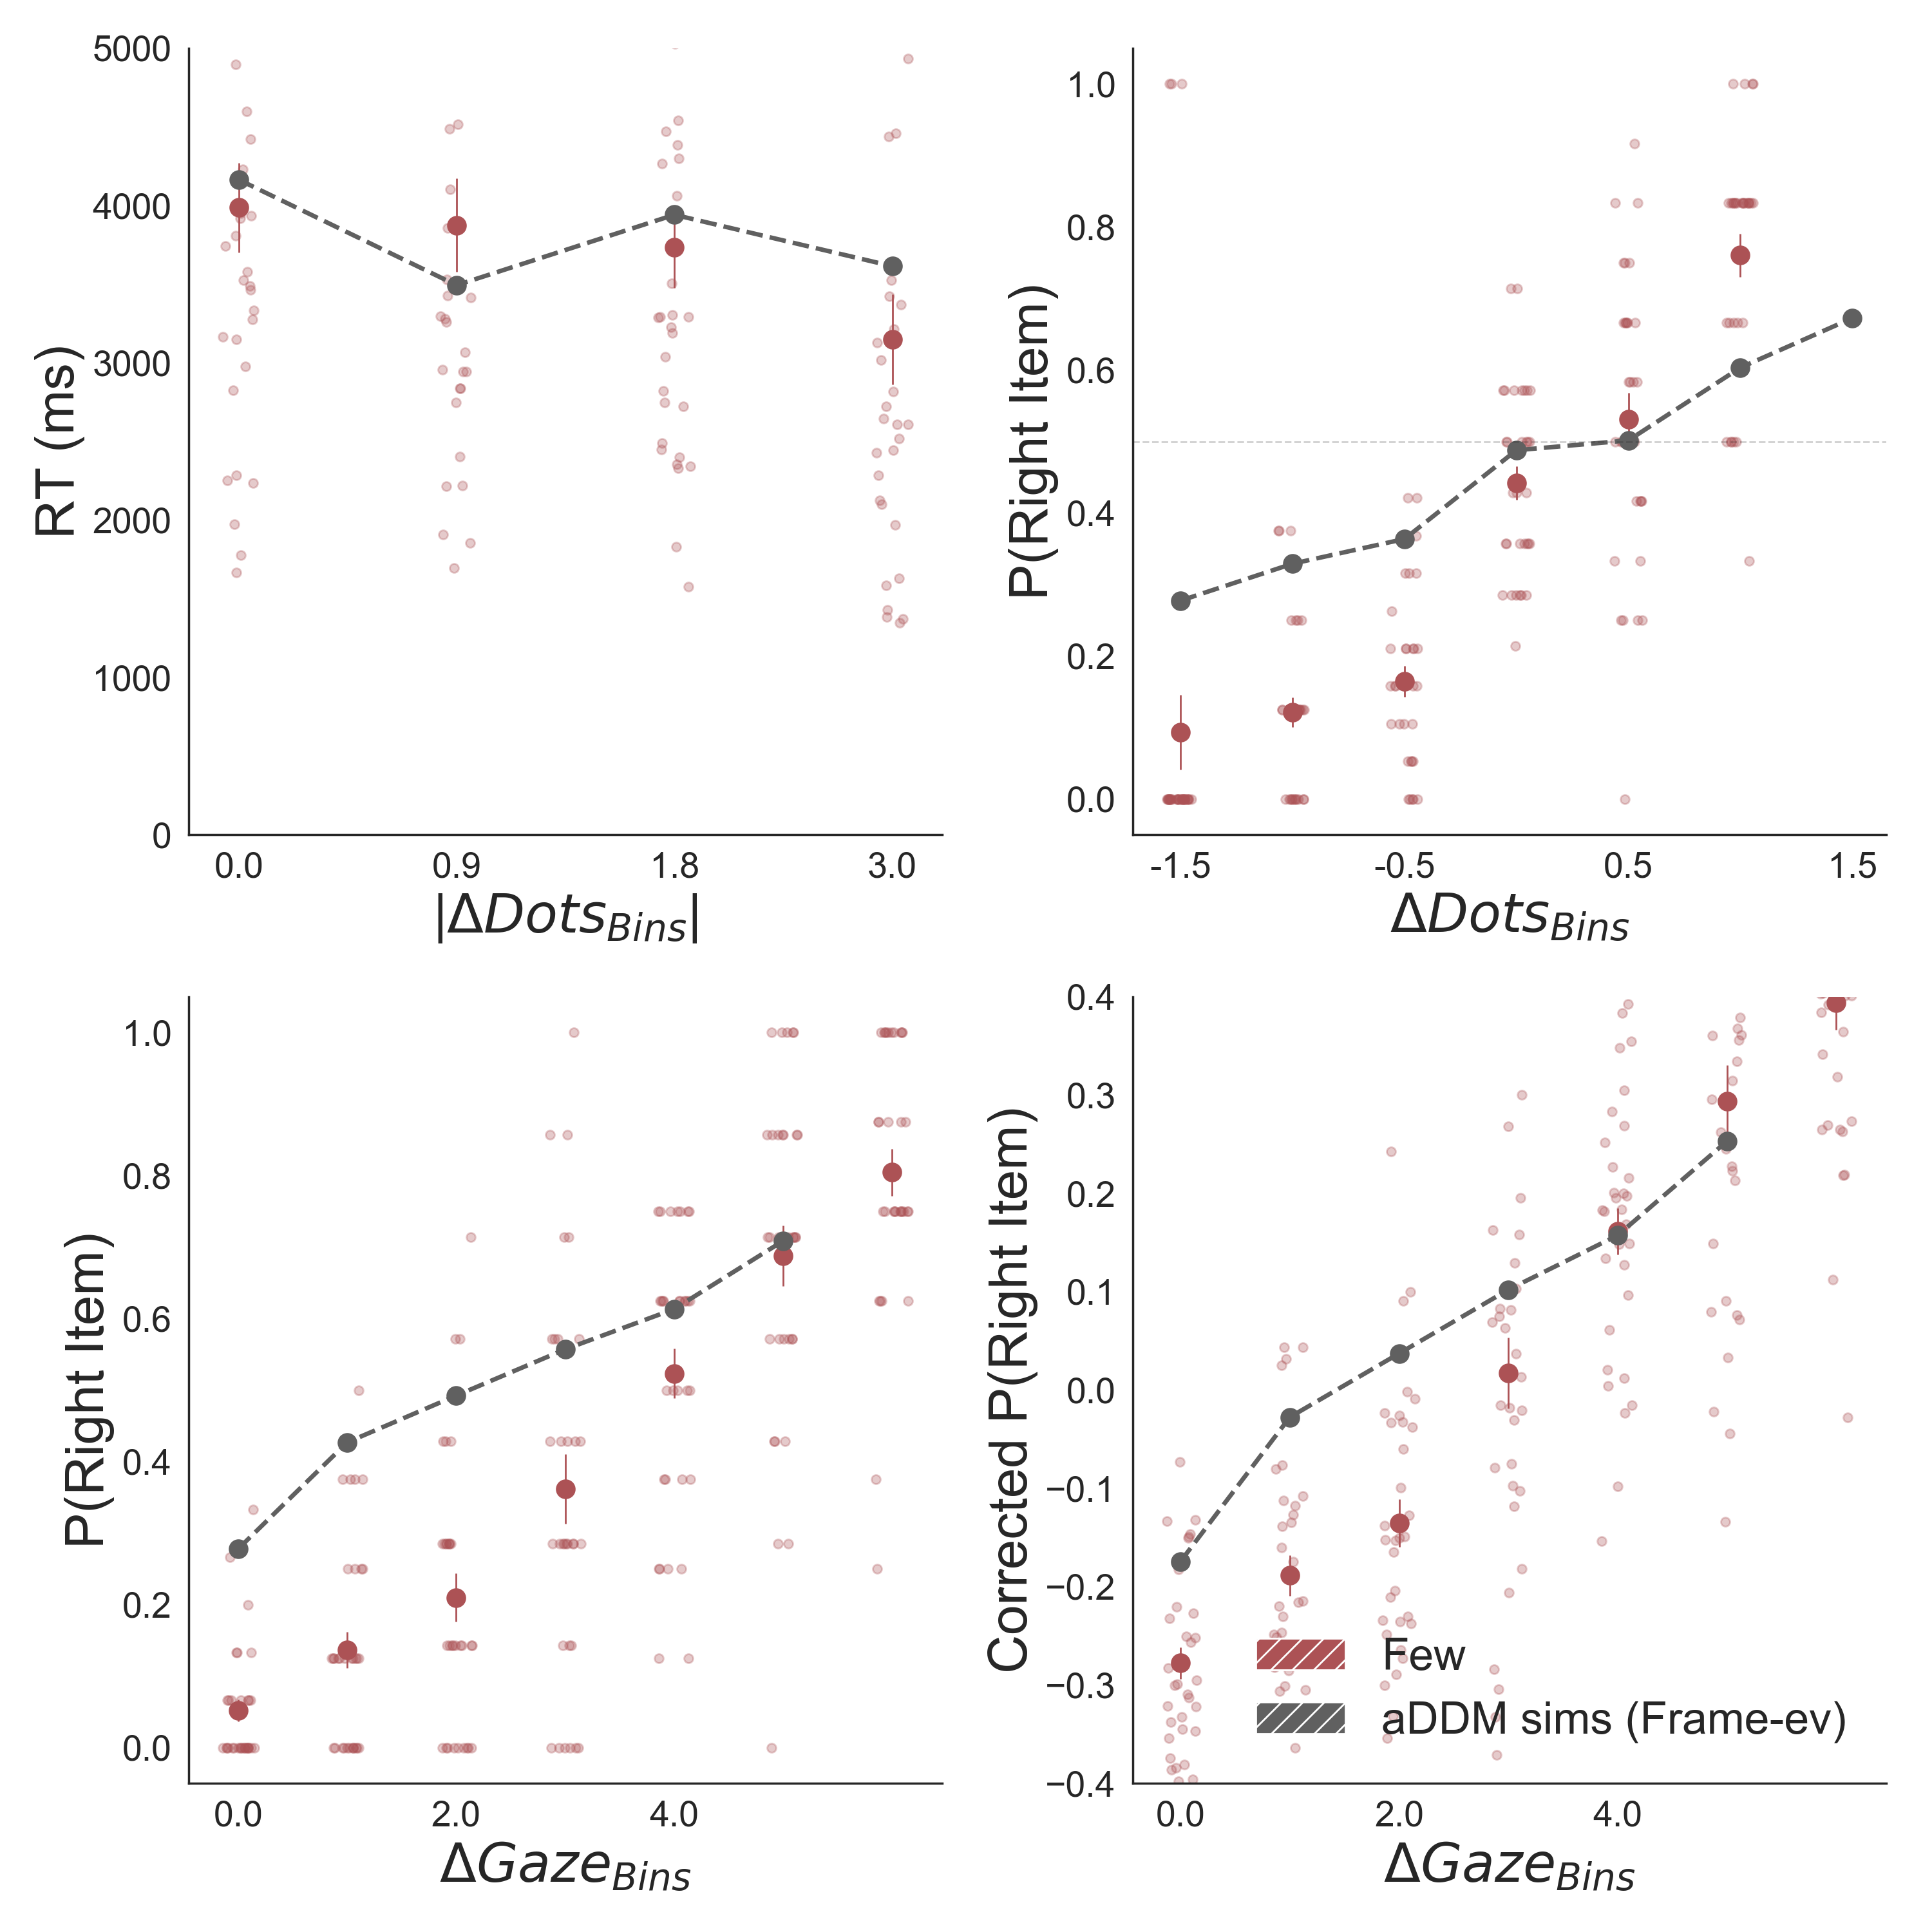 5000
4000
3000
2000
1000
0
RT (ms)
0.0 0.9 1.8 3.0
|ΔDots_Bins|
1.0
0.8
0.6
0.4
0.2
0.0
P(Right Item)
-1.5 -0.5 0.5 1.5
ΔDots_Bins
1.0
0.8
0.6
0.4
0.2
0.0
P(Right Item)
0.0 2.0 4.0
ΔGaze_Bins
0.4
0.3
0.2
0.1
0.0
−0.1
−0.2
−0.3
−0.4
Corrected P(Right Item)
Few
aDDM sims (Frame-ev)
0.0 2.0 4.0
ΔGaze_Bins